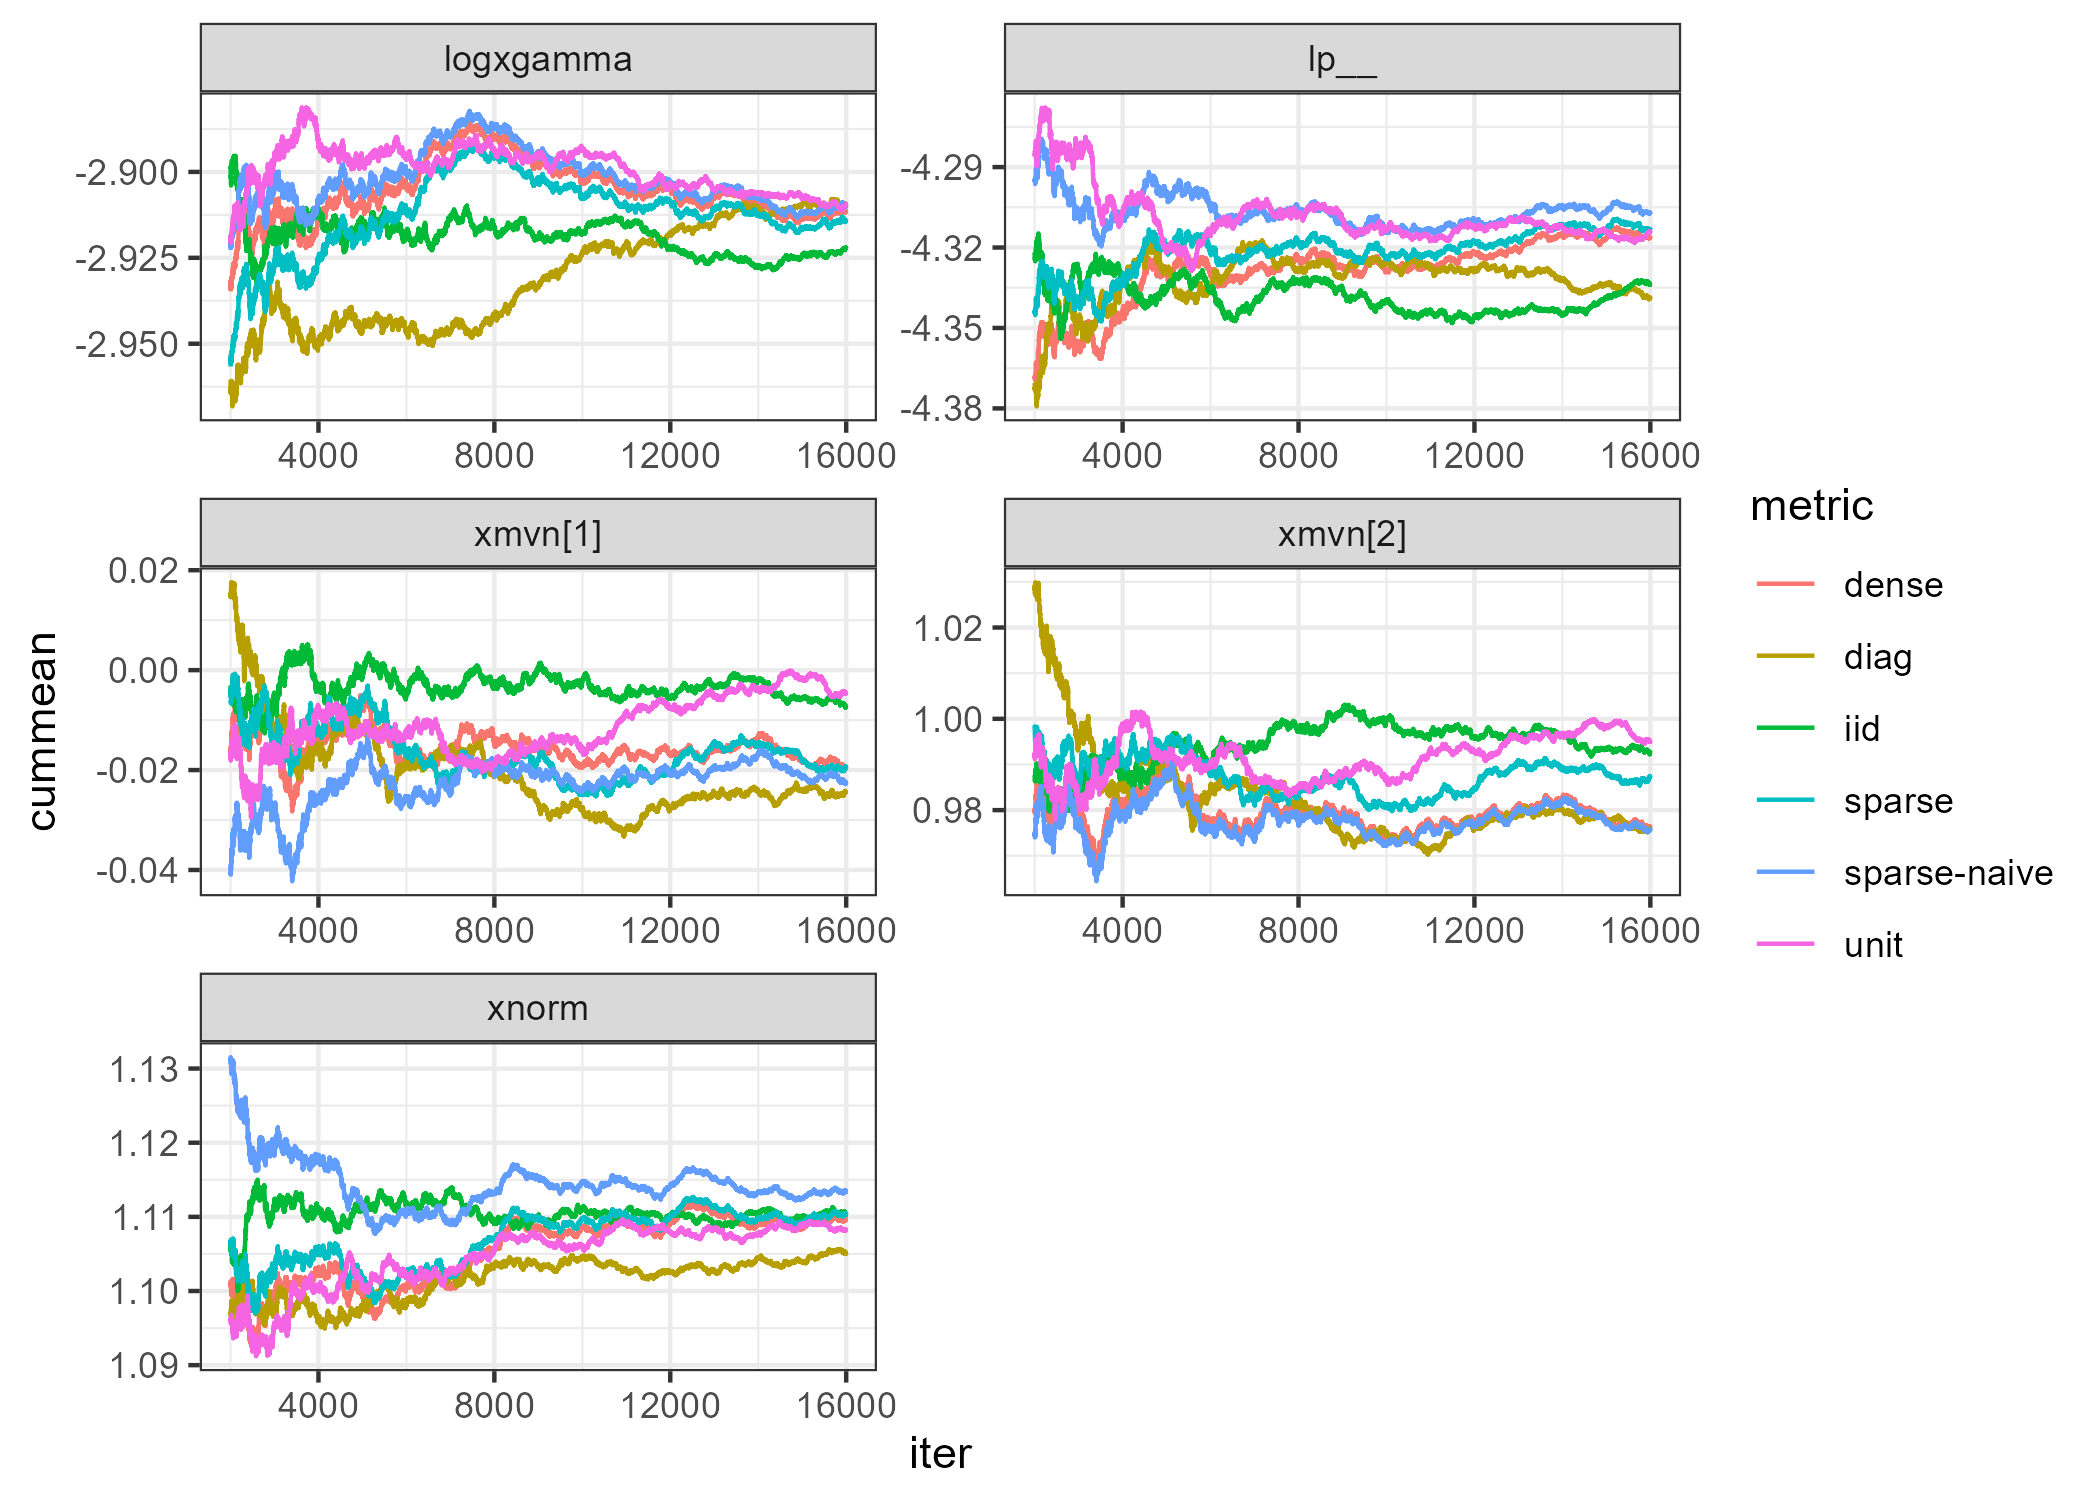 logxgamma
lp__
-2.900
-2.925
-2.950
-4.29
-4.32
-4.35
-4.38
4000 8000 12000 16000
4000 8000 12000 16000
xmvn[1]
xmvn[2]
0.02
0.00
-0.02
-0.04
1.02
1.00
0.98
4000 8000 12000 16000
4000 8000 12000 16000
xnorm
1.13
1.12
1.11
1.10
1.09
4000 8000 12000 16000
iter
cummean
metric
dense
diag
iid
sparse
sparse-naive
unit